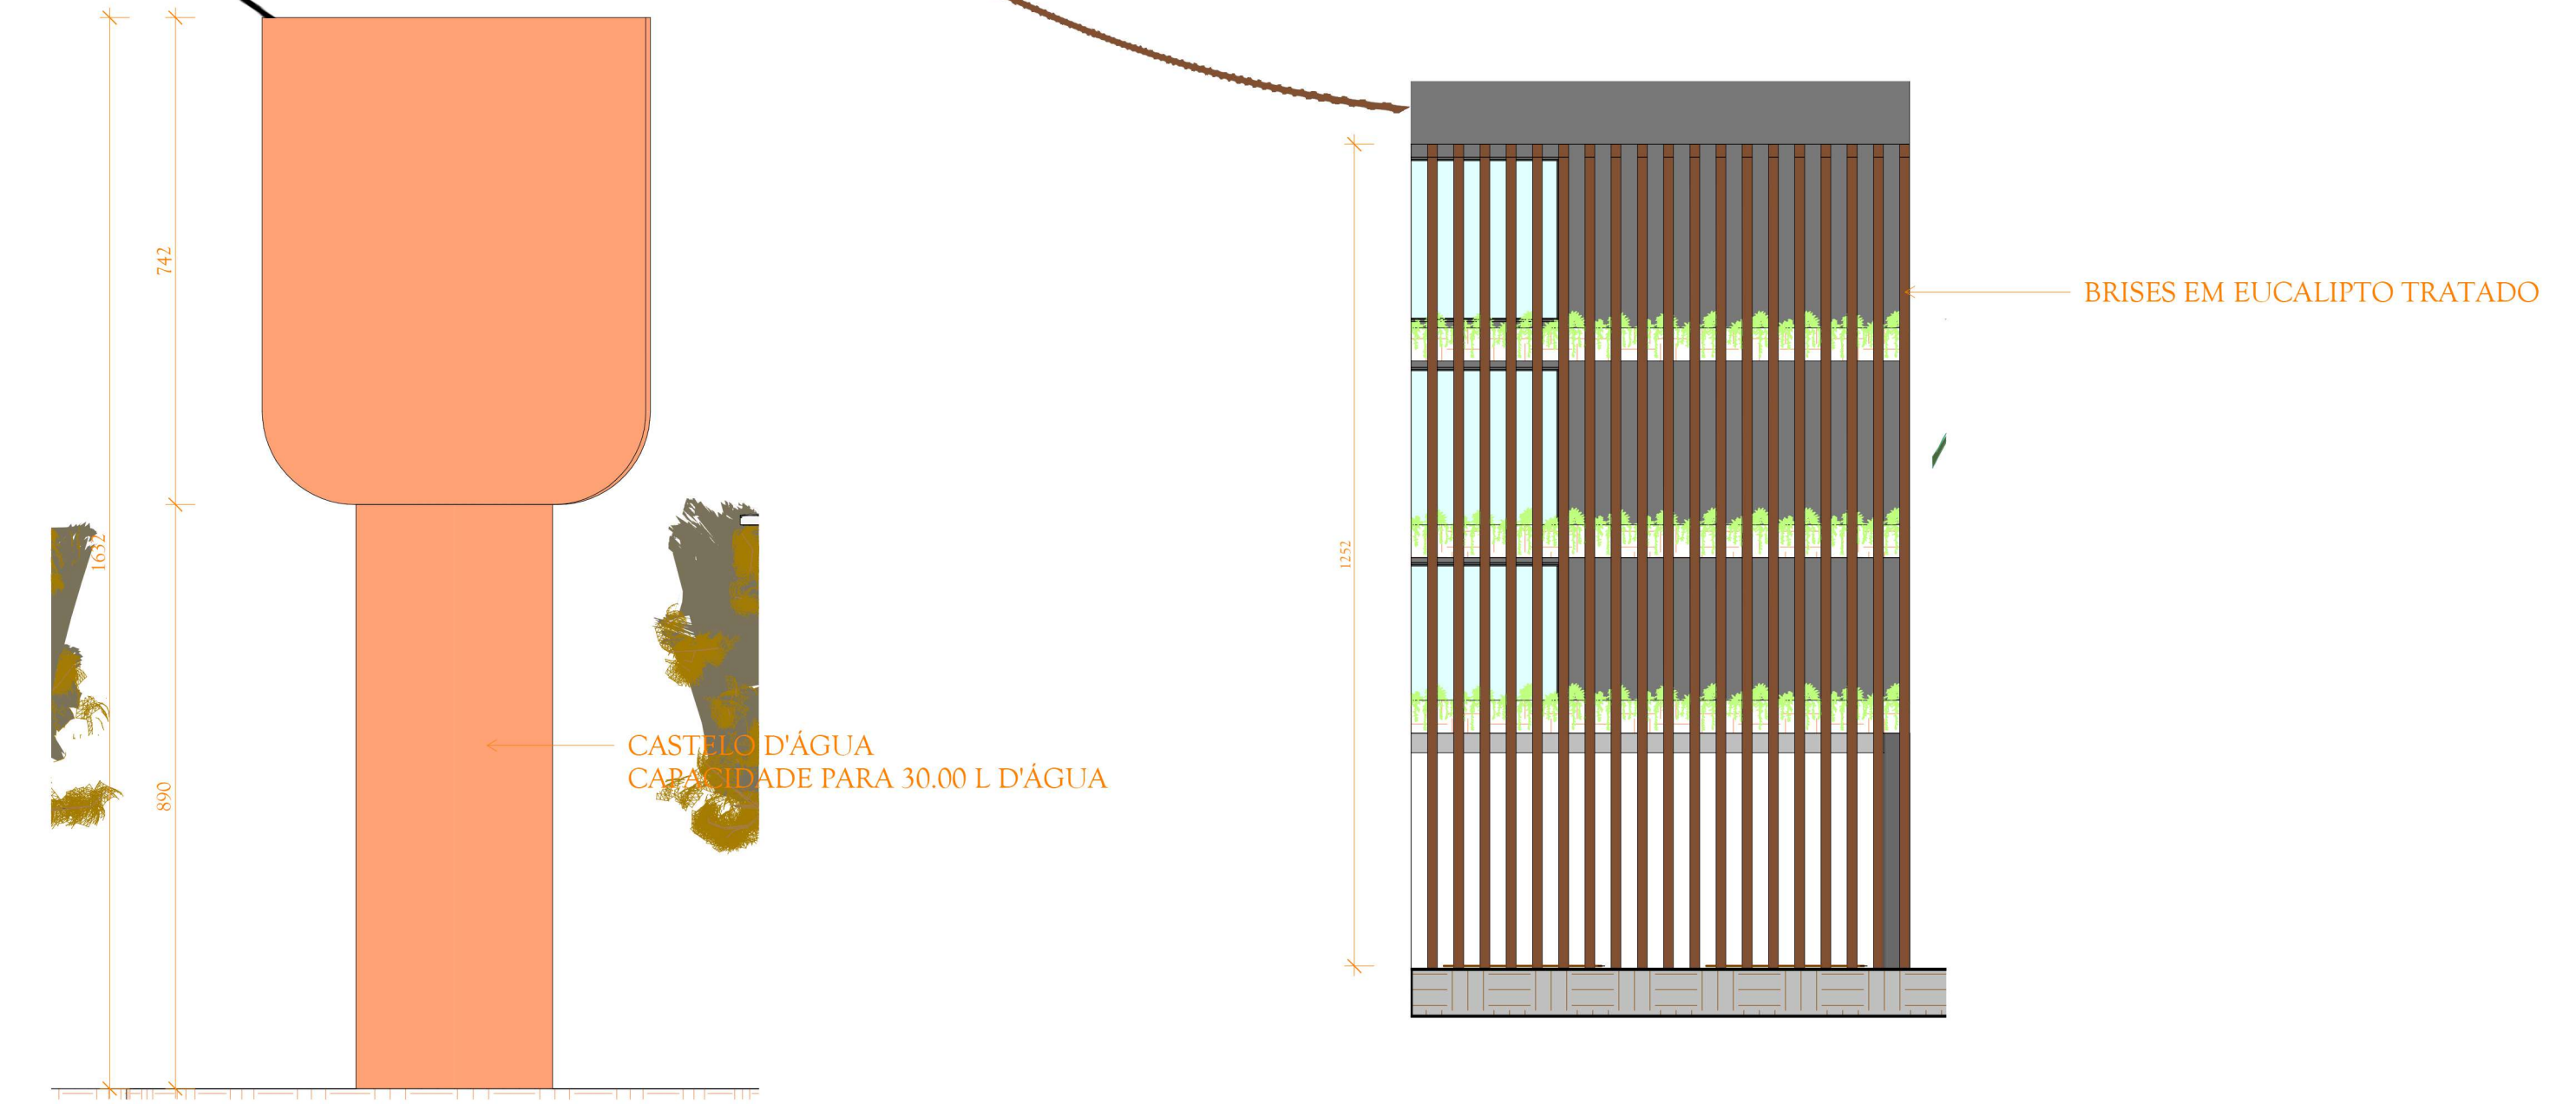 742
1632
890
CASTELO D'ÁGUA
CAPACIDADE PARA 30.00 L D'ÁGUA
1252
BRISES EM EUCALIPTO TRATADO